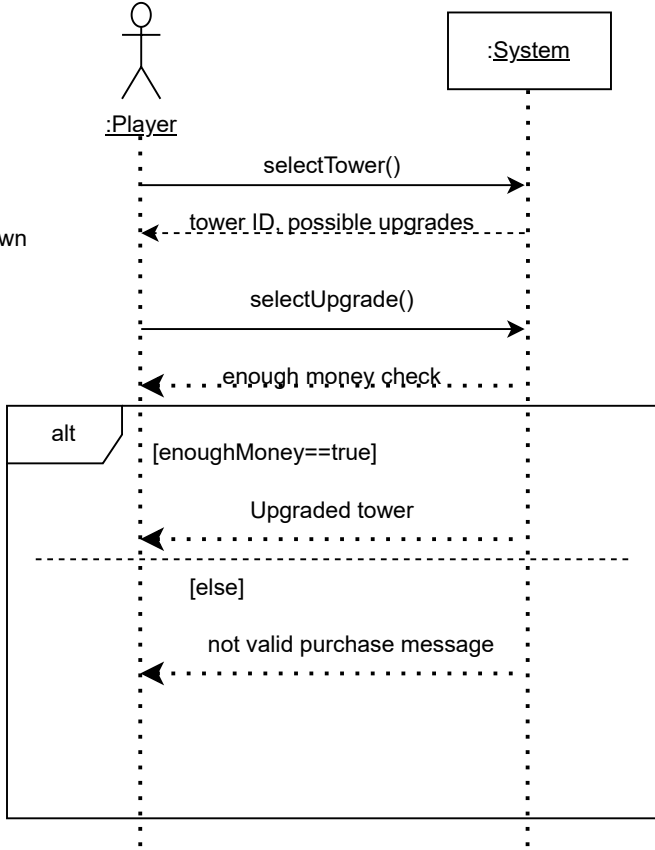 :System
:Player
selectTower()
tower ID, possible upgrades
selectUpgrade()
enough money check
alt
[enoughMoney==true]
Upgraded tower
[else]
not valid purchase message